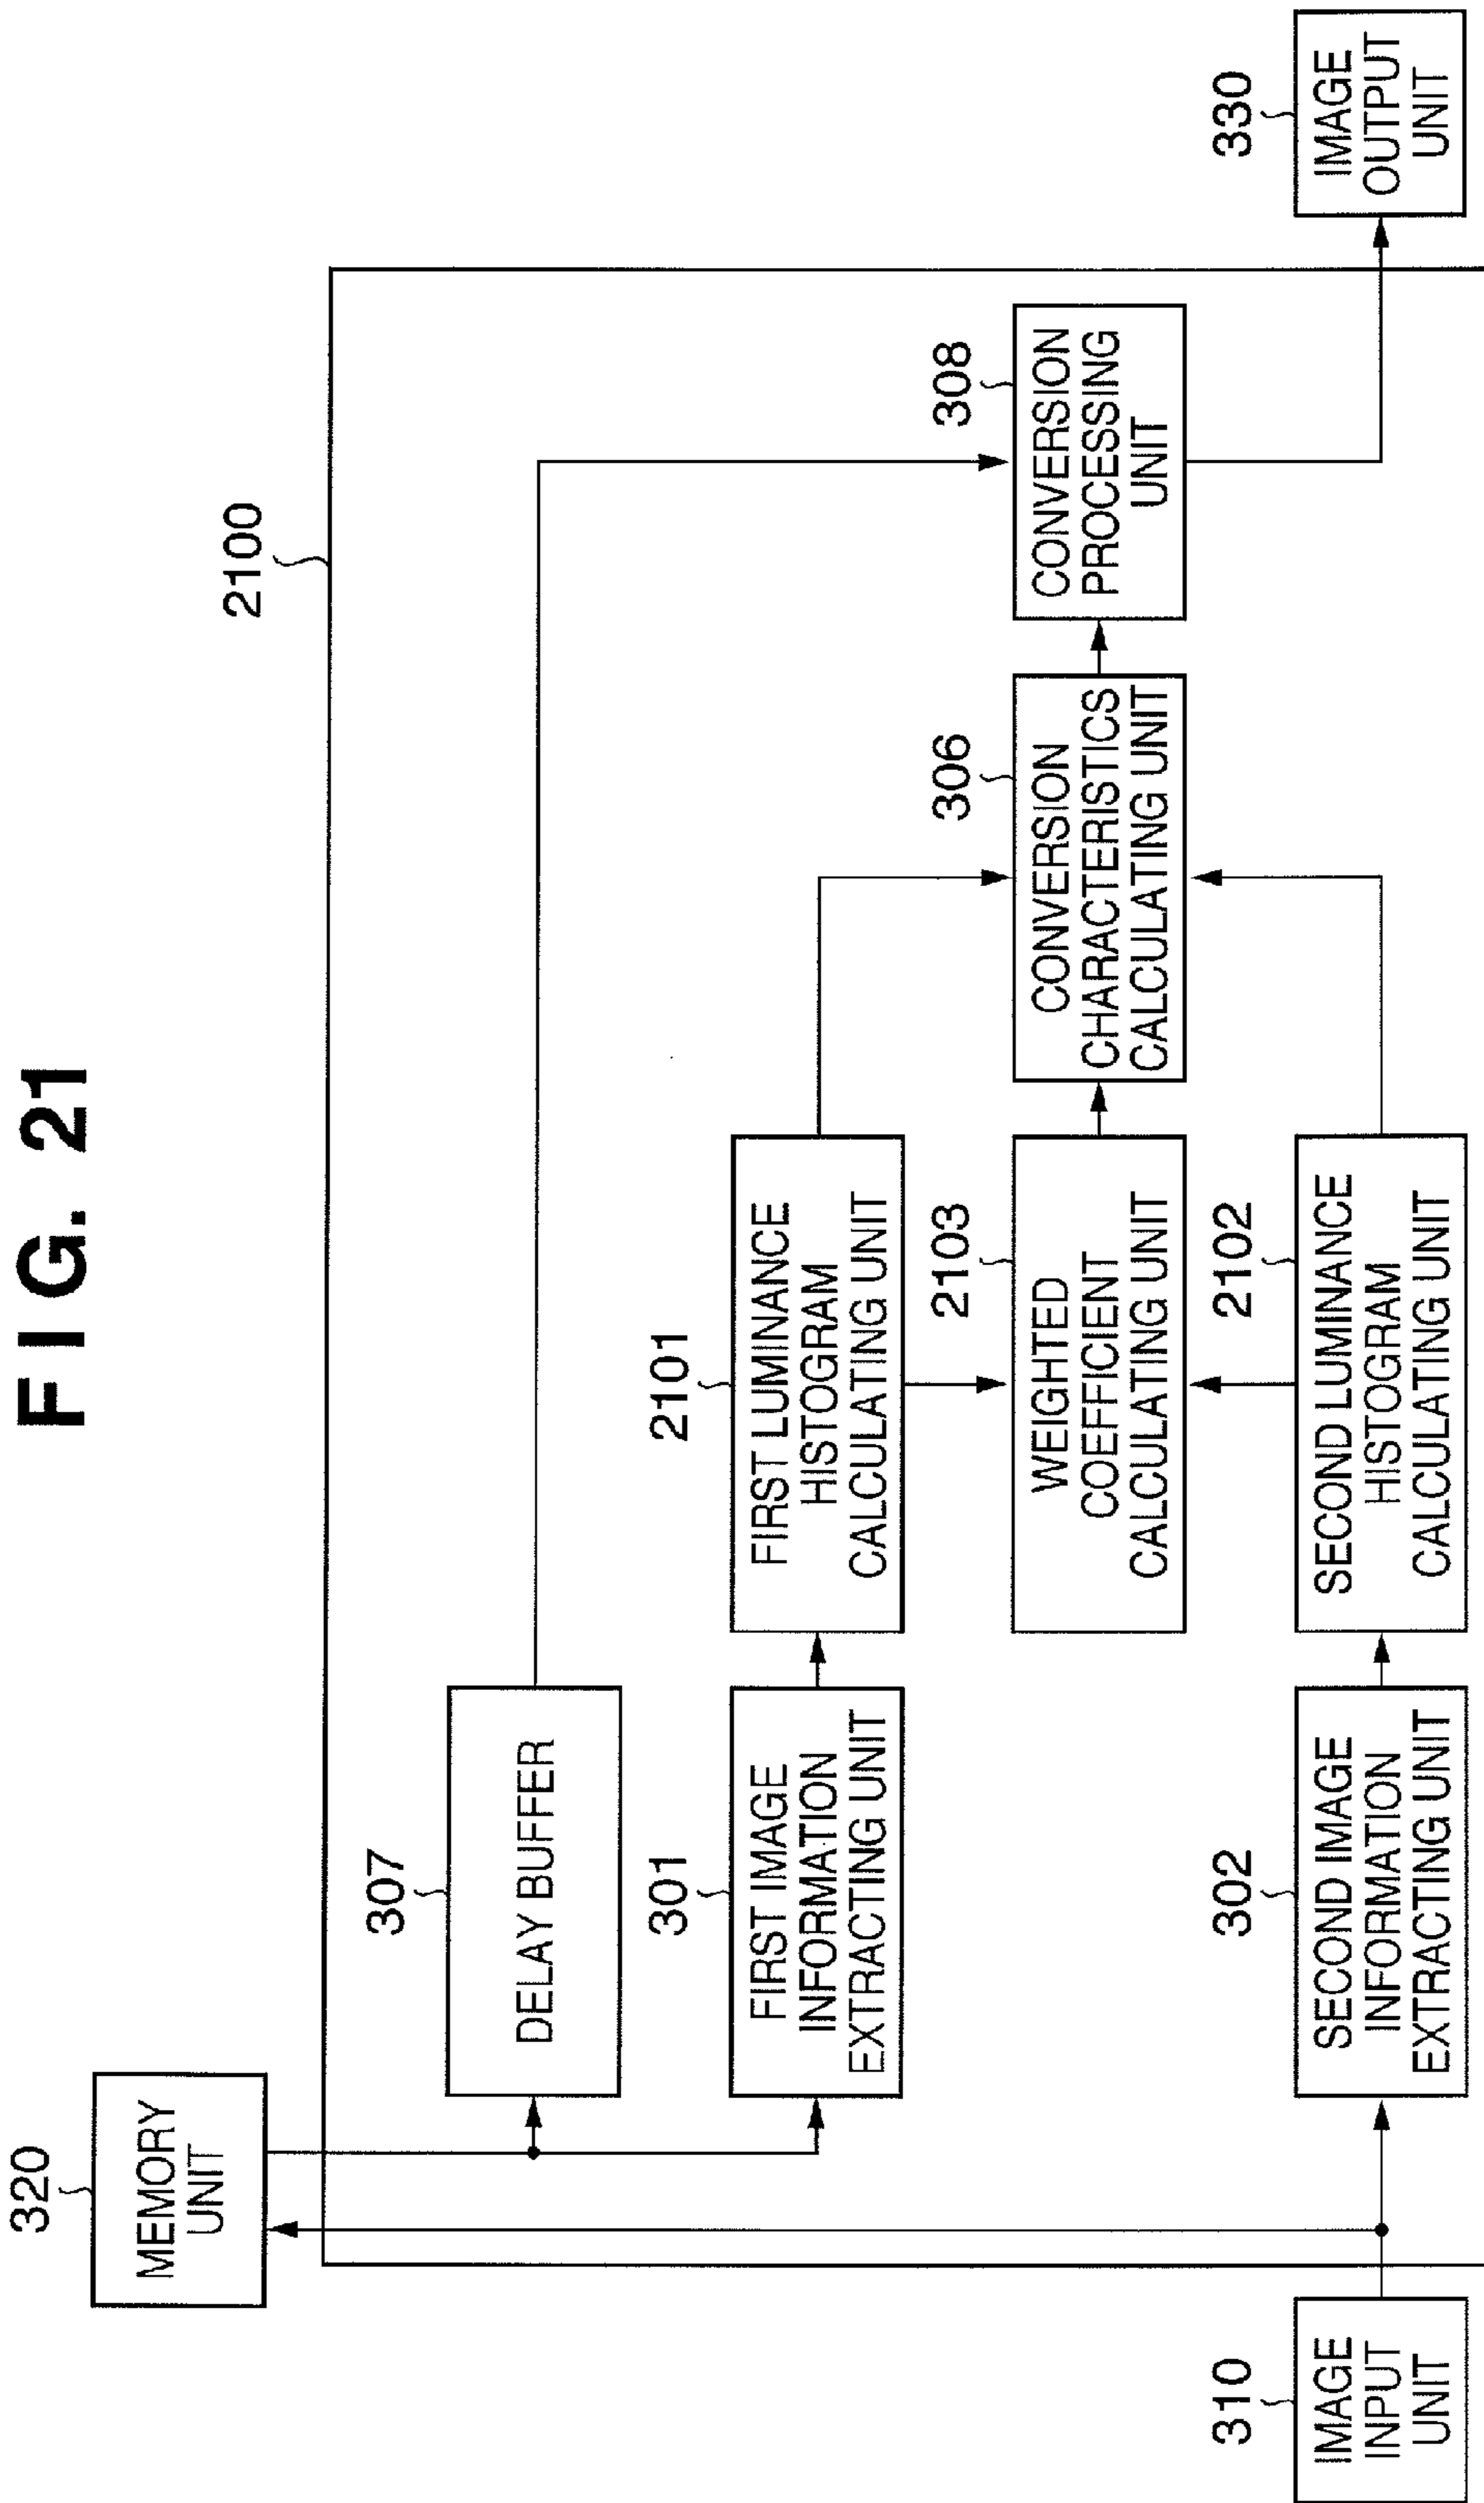 FIG. 21
320
MEMORY
UNIT
2100
307
DELAY BUFFER
301
FIRST IMAGE
INFORMATION
EXTRACTING UNIT
2101
FIRST LUMINANCE
HISTOGRAM
CALCULATING UNIT
2103
WEIGHTED
COEFFICIENT
CALCULATING UNIT
306
CONVERSION
CHARACTERISTICS
CALCULATING UNIT
308
CONVERSION
PROCESSING
UNIT
310
IMAGE
INPUT
UNIT
302
SECOND IMAGE
INFORMATION
EXTRACTING UNIT
2102
SECOND LUMINANCE
HISTOGRAM
CALCULATING UNIT
330
IMAGE
OUTPUT
UNIT